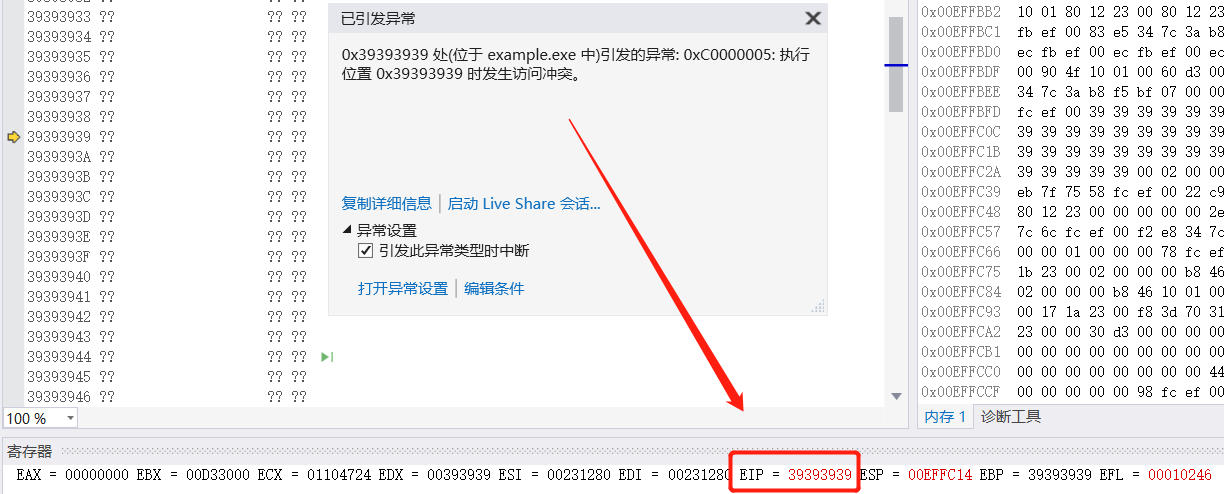 39393933 ?? ?? ??
39393934 ?? ?? ??
39393935 ?? ?? ??
39393936 ?? ?? ??
39393937 ?? ?? ??
39393938 ?? ?? ??
39393939 ?? ?? ??
3939393A ?? ?? ??
3939393B ?? ?? ??
3939393C ?? ?? ??
3939393D ?? ?? ??
3939393E ?? ?? ??
3939393F ?? ?? ??
39393940 ?? ?? ??
39393941 ?? ?? ??
39393942 ?? ?? ??
39393943 ?? ?? ??
39393944 ?? ?? ??
39393945 ?? ?? ??
39393946 ?? ?? ??
100 %
已引发异常
0x39393939 处(位于 example.exe 中)引发的异常: 0xC0000005: 执行
位置 0x39393939 时发生访问冲突。
复制详细信息 | 启动 Live Share 会话...
异常设置
引发此异常类型时中断
打开异常设置 | 编辑条件
0x00EFFBB2 10 01 80 12 23 00 80 12 23
0x00EFFBC1 fb ef 00 83 e5 34 7c 3a b8
0x00EFFBD0 ec fb ef 00 ec fb ef 00 ec
0x00EFFBDF 00 90 4f 10 01 00 60 d3 00
0x00EFFBEE 34 7c 3a b8 f5 bf 07 00 00
0x00EFFBFD fc ef 00 39 39 39 39 39 39
0x00EFFC0C 39 39 39 39 39 39 39 39 39
0x00EFFC1B 39 39 39 39 39 39 39 39 39
0x00EFFC2A 39 39 39 39 39 00 02 00 00
0x00EFFC39 eb 7f 75 58 fc ef 00 22 c9
0x00EFFC48 80 12 23 00 00 00 00 00 2e
0x00EFFC57 7c 6c fc ef 00 f2 e8 34 7c
0x00EFFC66 00 00 01 00 00 00 78 fc ef
0x00EFFC75 1b 23 00 02 00 00 00 b8 46
0x00EFFC84 02 00 00 00 b8 46 10 01 00
0x00EFFC93 00 17 1a 23 00 f8 3d 70 31
0x00EFFCA2 23 00 00 30 d3 00 00 00 00
0x00EFFCB1 00 00 00 00 00 00 00 00 00
0x00EFFCC0 00 00 00 00 00 00 00 00 44
0x00EFFCCF 00 00 00 00 00 98 fc ef 00
内存 1 诊断工具
寄存器
EAX = 00000000 EBX = 00D33000 ECX = 01104724 EDX = 00393939 ESI = 00231280 EDI = 00231280 EIP = 39393939 ESP = 00EFFC14 EBP = 39393939 EFL = 00010246